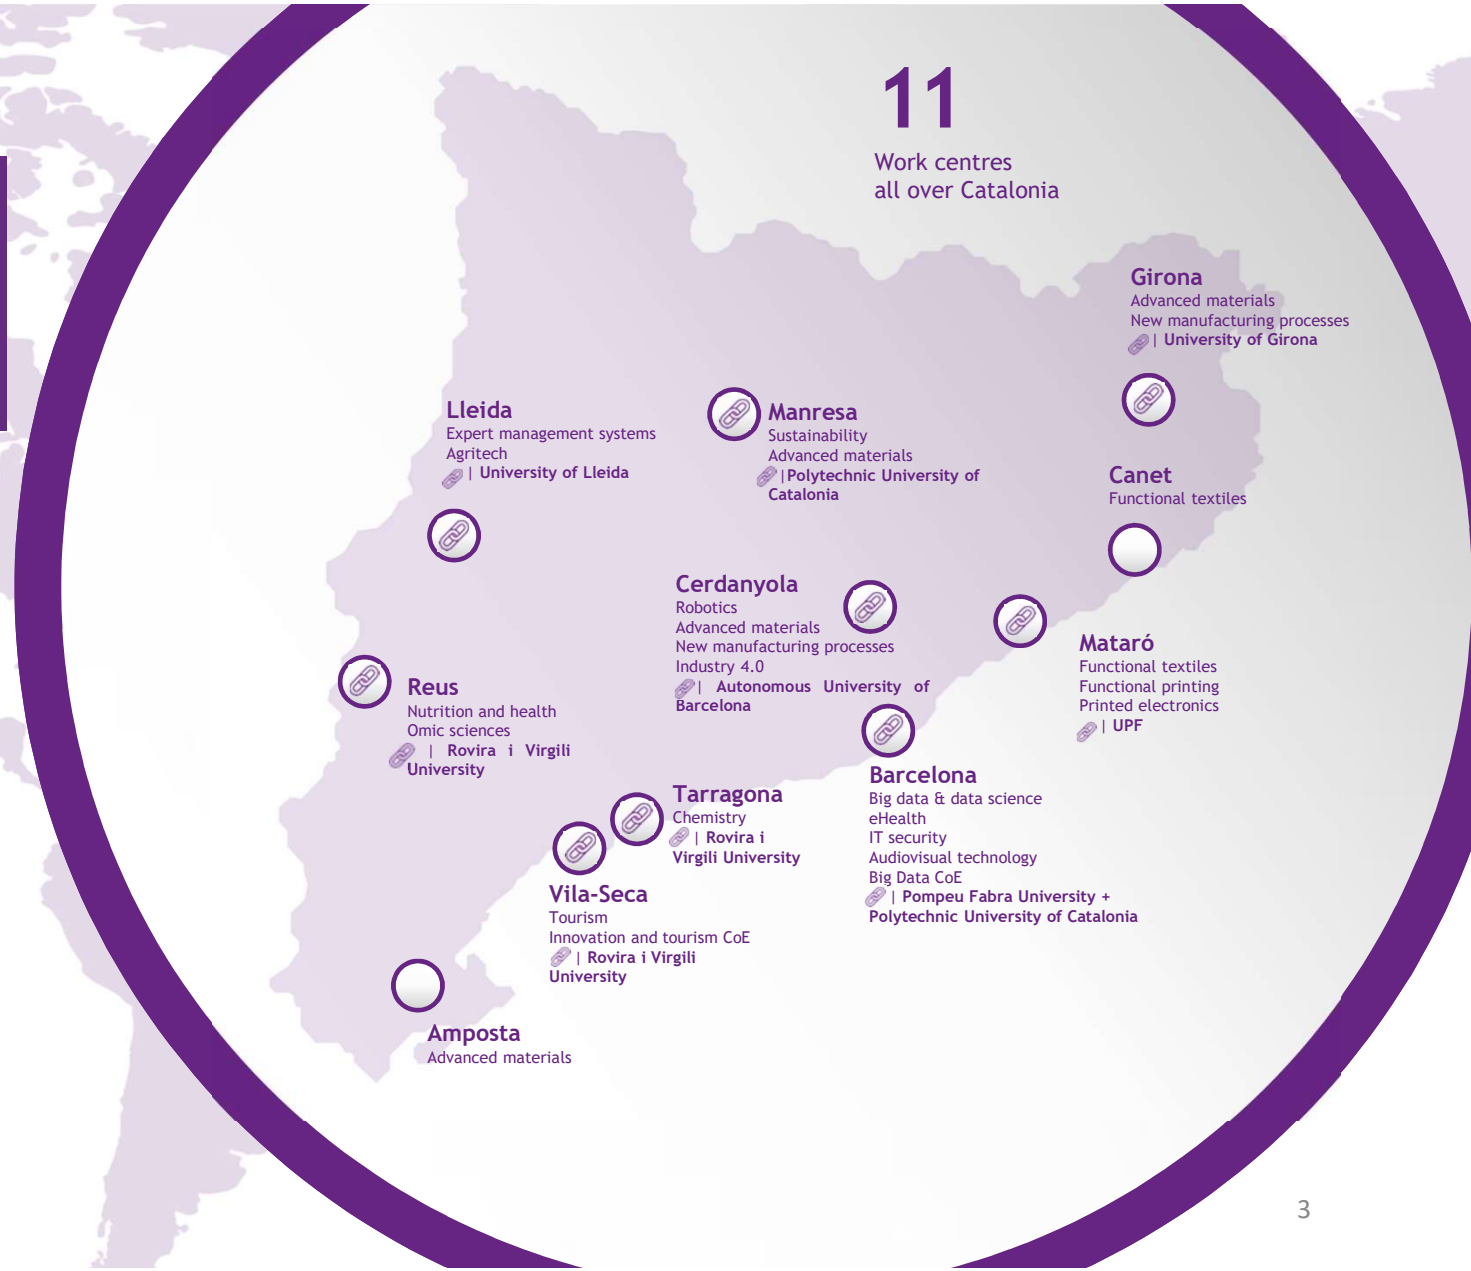 11
Work centres
all over Catalonia
Girona
Advanced materials
New manufacturing processes
| University of Girona
Lleida
Expert management systems
Agritech
| University of Lleida
Manresa
Sustainability
Advanced materials
|Polytechnic University of
Catalonia
Canet
Functional textiles
Cerdanyola
Robotics
Advanced materials
New manufacturing processes
Industry 4.0
| Autonomous University of
Barcelona
Mataró
Functional textiles
Functional printing
Printed electronics
| UPF
Reus
Nutrition and health
Omic sciences
| Rovira i Virgili
University
Tarragona
Chemistry
| Rovira i
Virgili University
Barcelona
Big data & data science
eHealth
IT security
Audiovisual technology
Big Data CoE
| Pompeu Fabra University +
Polytechnic University of Catalonia
Vila-Seca
Tourism
Innovation and tourism CoE
| Rovira i Virgili
University
Amposta
Advanced materials
3